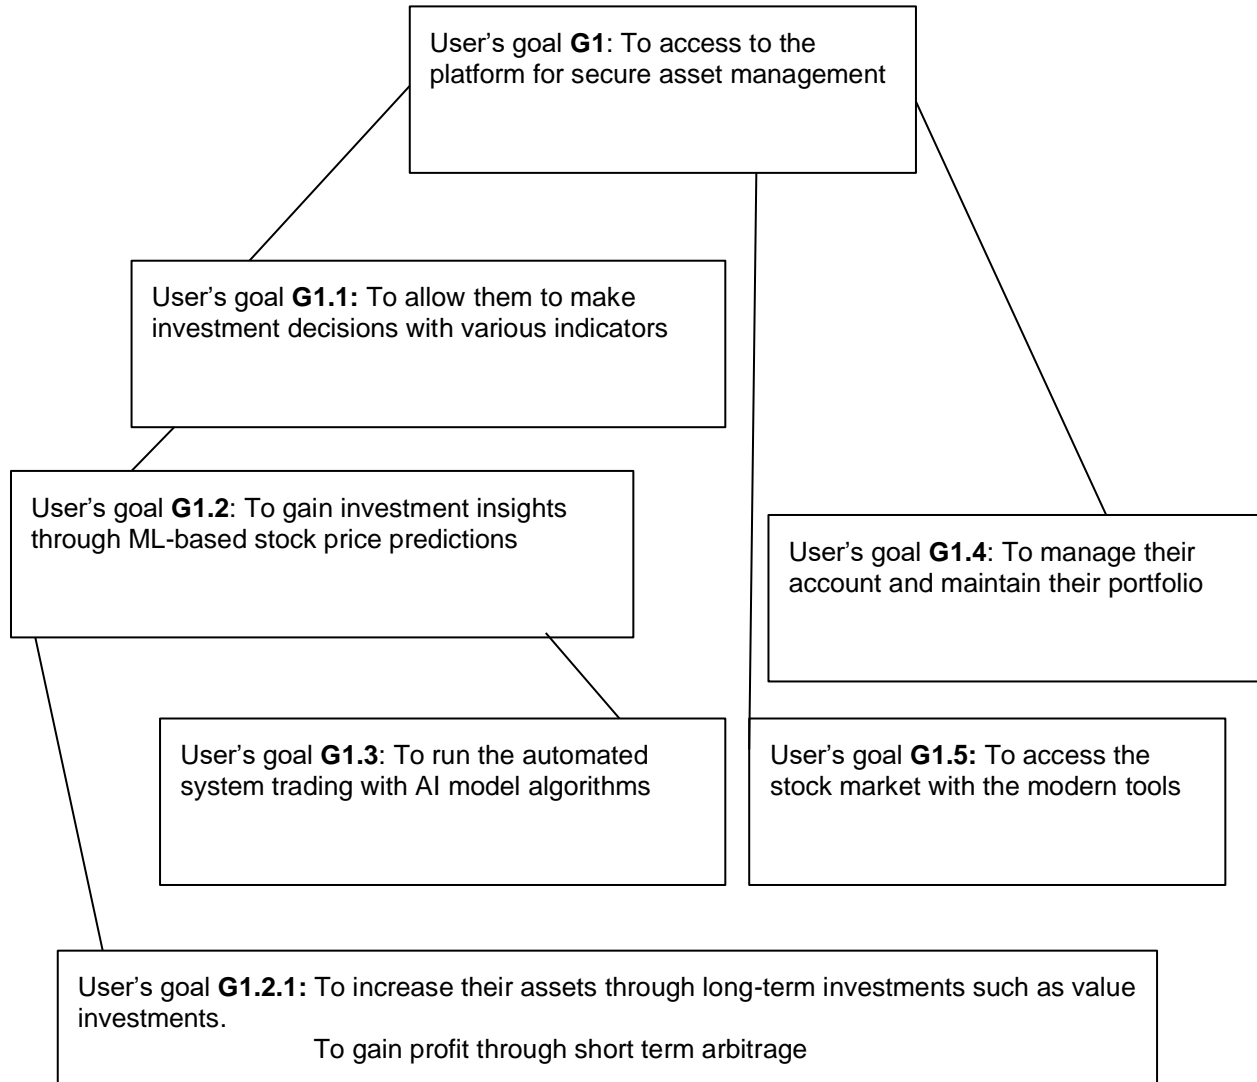 User’s goal G1: To access to the
platform for secure asset management
User’s goal G1.1: To allow them to make
investment decisions with various indicators
User’s goal G1.2: To gain investment insights
through ML-based stock price predictions
User’s goal G1.4: To manage their
account and maintain their portfolio
User’s goal G1.3: To run the automated
system trading with AI model algorithms
User’s goal G1.5: To access the
stock market with the modern tools
User’s goal G1.2.1: To increase their assets through long-term investments such as value
investments.
To gain profit through short term arbitrage